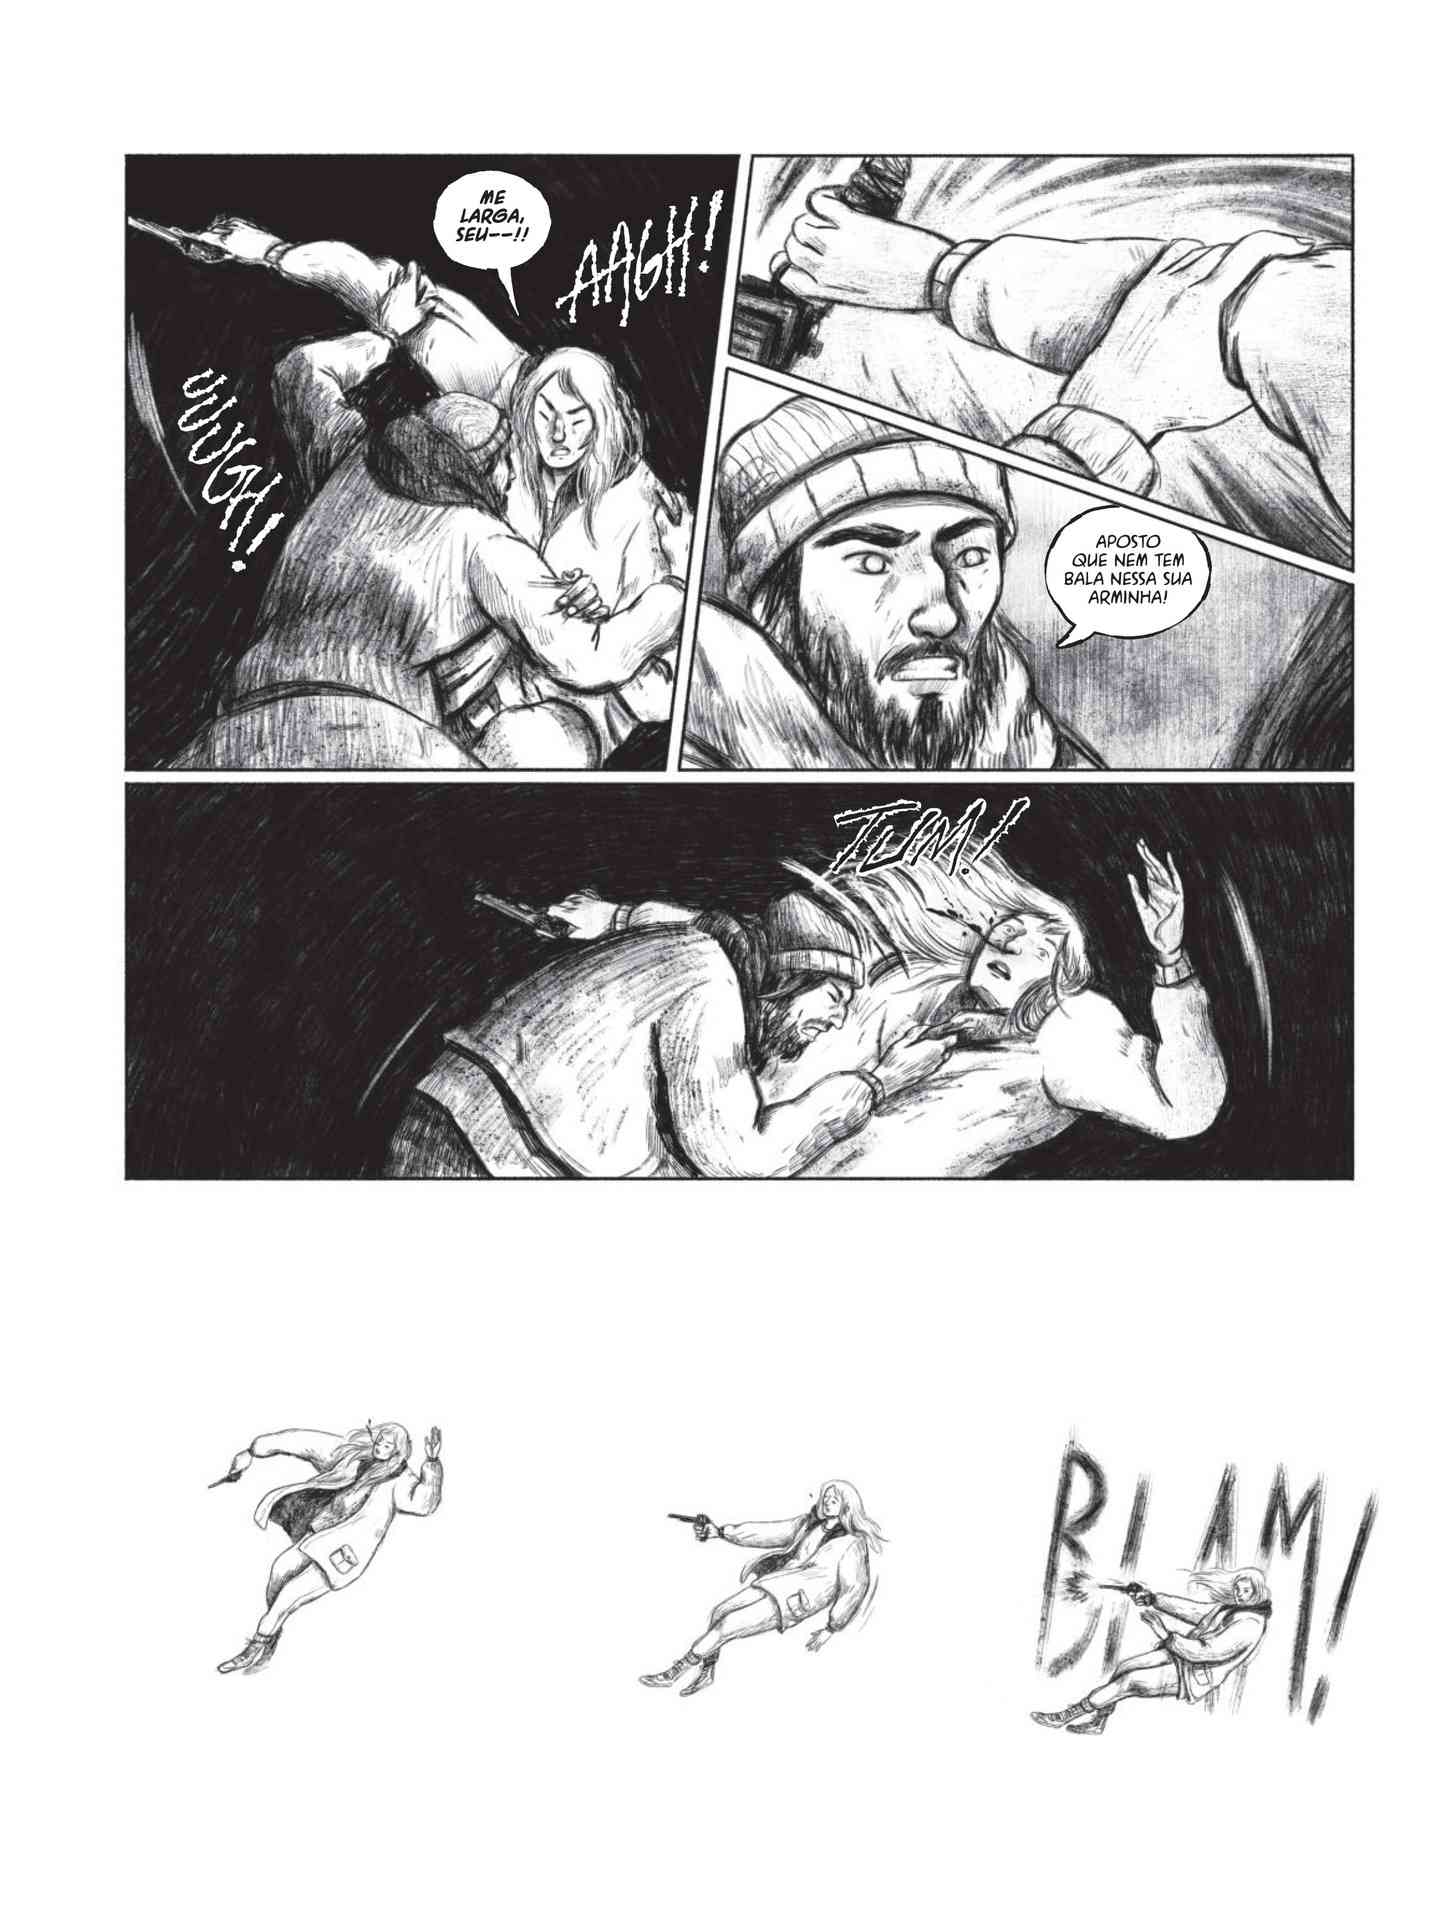 ME
LARGA,
SEU--!!
AAGH!
UUUGH!
APOSTO
QUE NEM TEM
BALA NESSA SUA
ARMINHA!
TUM!
BLAM!